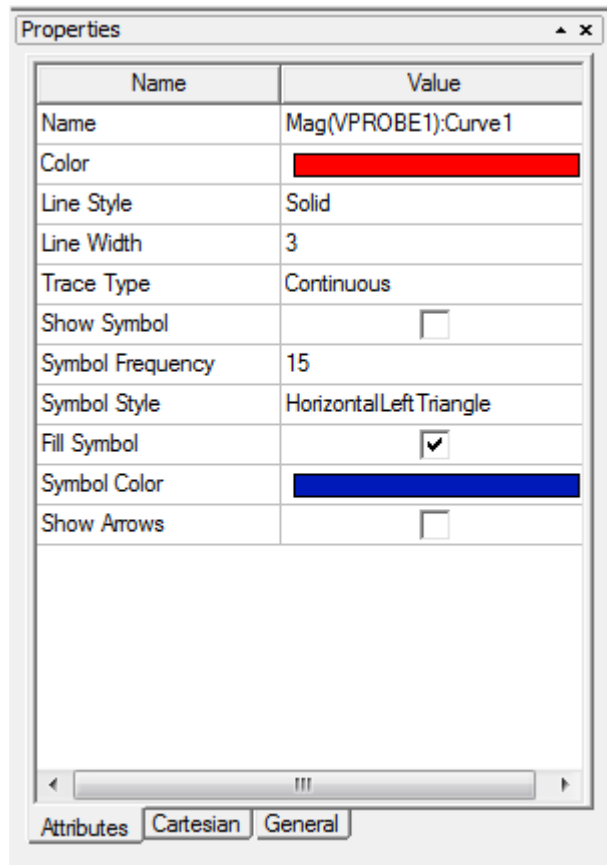 Properties
Name Value
Name Mag(VPROBE1):Curve1
Color
Line Style Solid
Line Width 3
Trace Type Continuous
Show Symbol
Symbol Frequency 15
Symbol Style HorizontalLeftTriangle
Fill Symbol
Symbol Color
Show Arrows
Attributes Cartesian General